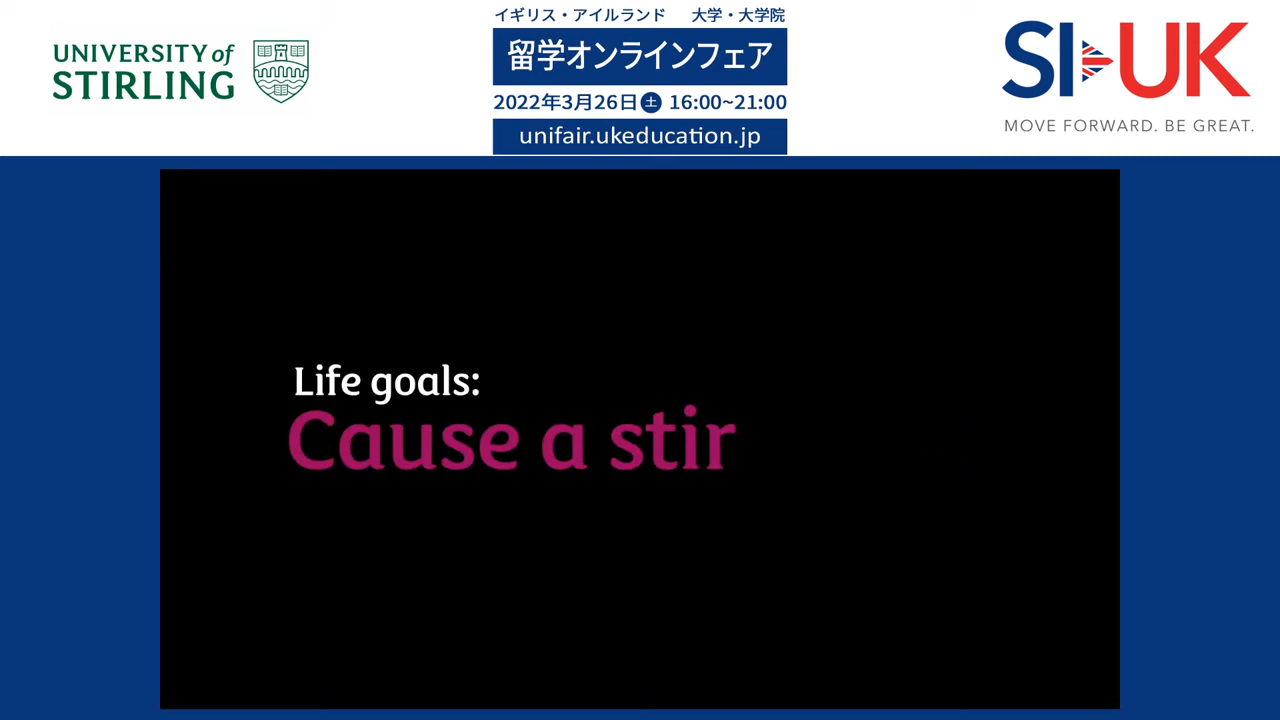 UNIVERSITY of
STIRLING
イギリス・アイルランド 大学・大学院
留学オンラインフェア
2022年3月26日土 16:00~21:00
unifair.ukeducation.jp
SI UK
MOVE FORWARD. BE GREAT.
Life goals:
Cause a stir